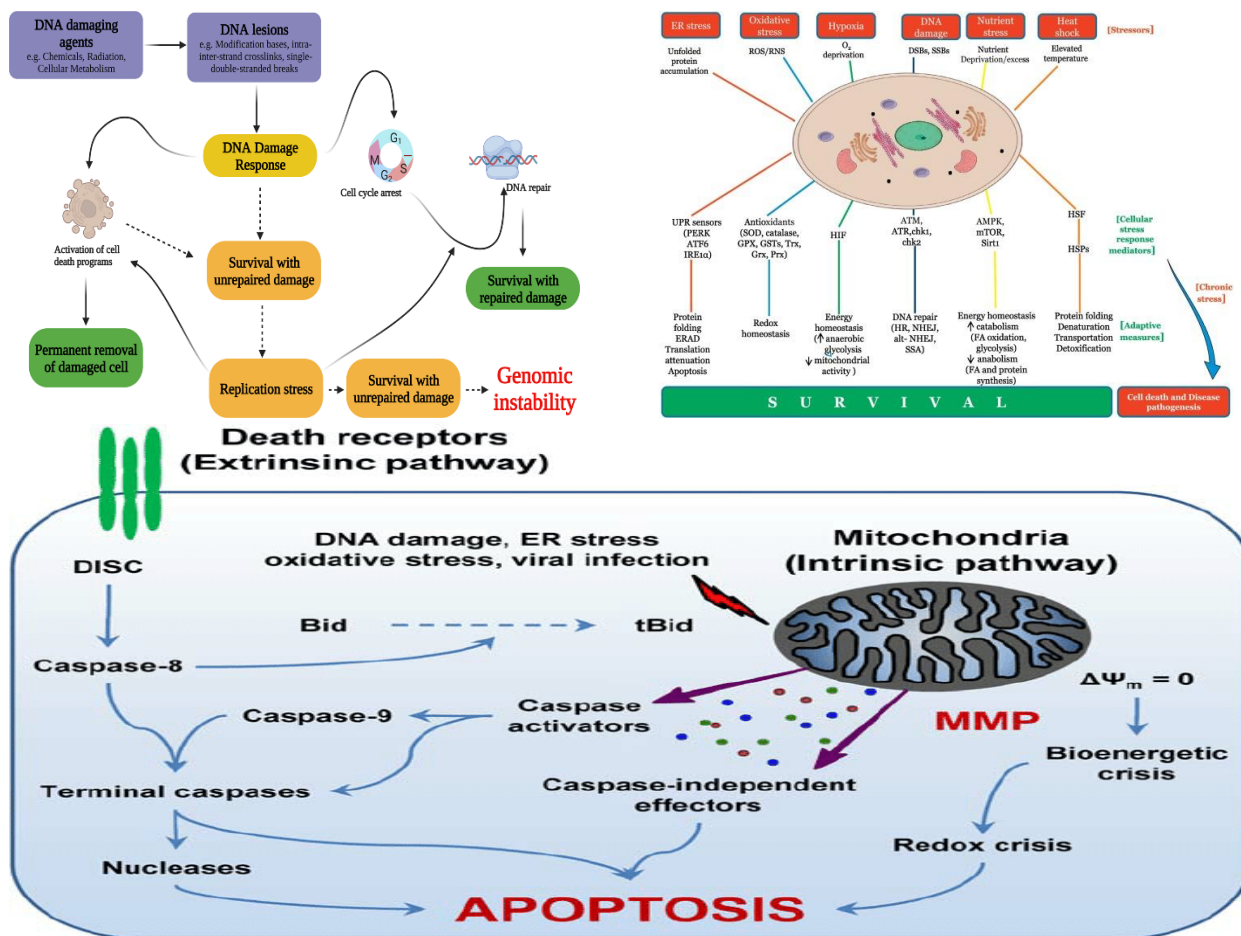 DNA damaging
agents
e.g. Chemicals, Radiation,
Cellular Metabolism
DNA lesions
e.g. Modification bases, intra-
inter-strand crosslinks, single-
double-stranded breaks
DNA Damage
Response
G1
S
G2
M
Cell cycle arrest
DNA repair
Activation of cell
death programs
Survival with
unrepaired damage
Survival with
repaired damage
Permanent removal
of damaged cell
Replication stress
Survival with
unrepaired damage
Genomic
instability
ER stress
Oxidative
stress
Hypoxia
DNA
damage
Nutrient
stress
Heat
shock
[Stressors]
Unfolded
protein
accumulation
ROS/RNS
O2
deprivation
DSBs, SSBs
Nutrient
Deprivation/excess
Elevated
temperature
UPR sensors
(PERK
ATF6
IRE1α)
Antioxidants
(SOD, catalase,
GPX, GSTs, Trx,
Grx, Prx)
HIF
ATM,
ATR,chk1,
chk2
AMPK,
mTOR,
Sirt1
HSF
HSPs
[Cellular
stress
response
mediators]
[Chronic
stress]
Protein
folding
ERAD
Translation
attenuation
Apoptosis
Redox
homeostasis
Energy
homeostasis
(↑ anaerobic
glycolysis
↓ mitochondrial
activity )
DNA repair
(HR, NHEJ,
alt- NHEJ,
SSA)
Energy homeostasis
↑ catabolism
(FA oxidation,
glycolysis)
↓ anabolism
(FA and protein
synthesis)
Protein folding
Denaturation
Transportation
Detoxification
[Adaptive
measures]
S U R V I V A L
Cell death and Disease
pathogenesis
Death receptors
(Extrinsinc pathway)
DNA damage, ER stress
oxidative stress, viral infection
Mitochondria
(Intrinsic pathway)
DISC
Bid
tBid
Caspase-8
ΔΨm = 0
Caspase-9
Caspase
activators
MMP
Bioenergetic
crisis
Terminal caspases
Caspase-independent
effectors
Nucleases
Redox crisis
APOPTOSIS